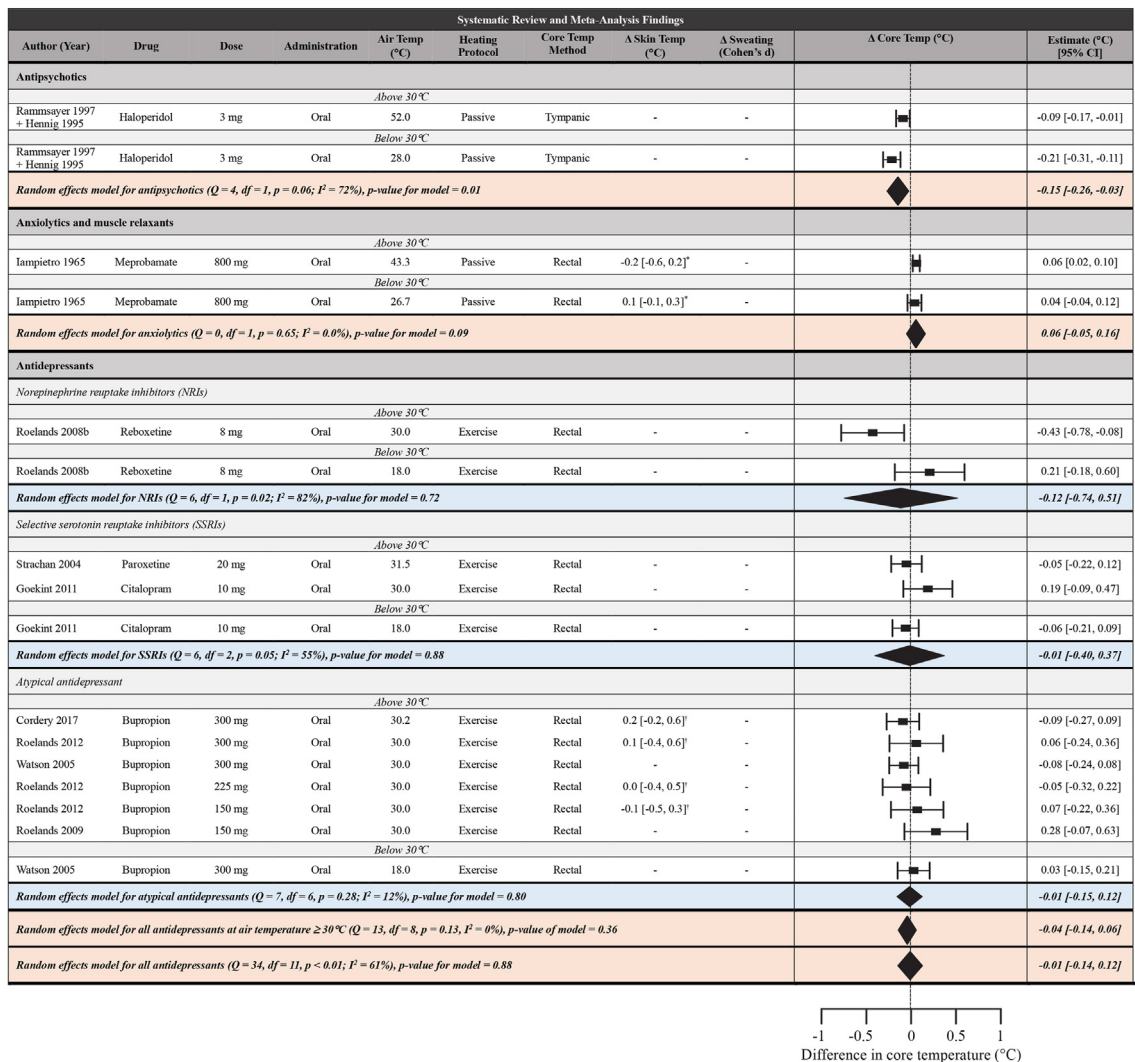 Systematic Review and Meta-Analysis Findings
Author (Year) Drug Dose Administration Air Temp (°C) Heating Protocol Core Temp Method Δ Skin Temp (°C) Δ Sweating (Cohen's d) Δ Core Temp (°C) Estimate (°C) [95% CI]
Antipsychotics
Above 30°C
Rammsayer 1997 + Hennig 1995 Haloperidol 3 mg Oral 52.0 Passive Tympanic - - -0.09 [-0.17, -0.01]
Below 30°C
Rammsayer 1997 + Hennig 1995 Haloperidol 3 mg Oral 28.0 Passive Tympanic - - -0.21 [-0.31, -0.11]
Random effects model for antipsychotics (Q = 4, df = 1, p = 0.06; I² = 72%), p-value for model = 0.01 -0.15 [-0.26, -0.03]
Anxiolytics and muscle relaxants
Above 30°C
Iampietro 1965 Meprobamate 800 mg Oral 43.3 Passive Rectal -0.2 [-0.6, 0.2]* - 0.06 [0.02, 0.10]
Below 30°C
Iampietro 1965 Meprobamate 800 mg Oral 26.7 Passive Rectal 0.1 [-0.1, 0.3]* - 0.04 [-0.04, 0.12]
Random effects model for anxiolytics (Q = 0, df = 1, p = 0.65; I² = 0.0%), p-value for model = 0.09 0.06 [-0.05, 0.16]
Antidepressants
Norepinephrine reuptake inhibitors (NRIs)
Above 30°C
Roelands 2008b Reboxetine 8 mg Oral 30.0 Exercise Rectal - - -0.43 [-0.78, -0.08]
Below 30°C
Roelands 2008b Reboxetine 8 mg Oral 18.0 Exercise Rectal - - 0.21 [-0.18, 0.60]
Random effects model for NRIs (Q = 6, df = 1, p = 0.02; I² = 82%), p-value for model = 0.72 -0.12 [-0.74, 0.51]
Selective serotonin reuptake inhibitors (SSRIs)
Above 30°C
Strachan 2004 Paroxetine 20 mg Oral 31.5 Exercise Rectal - - -0.05 [-0.22, 0.12]
Goekint 2011 Citalopram 10 mg Oral 30.0 Exercise Rectal - - 0.19 [-0.09, 0.47]
Below 30°C
Goekint 2011 Citalopram 10 mg Oral 18.0 Exercise Rectal - - -0.06 [-0.21, 0.09]
Random effects model for SSRIs (Q = 6, df = 2, p = 0.05; I² = 55%), p-value for model = 0.88 -0.01 [-0.40, 0.37]
Atypical antidepressant
Above 30°C
Cordery 2017 Bupropion 300 mg Oral 30.2 Exercise Rectal 0.2 [-0.2, 0.6]† - -0.09 [-0.27, 0.09]
Roelands 2012 Bupropion 300 mg Oral 30.0 Exercise Rectal 0.1 [-0.4, 0.6]† - 0.06 [-0.24, 0.36]
Watson 2005 Bupropion 300 mg Oral 30.0 Exercise Rectal - - -0.08 [-0.24, 0.08]
Roelands 2012 Bupropion 225 mg Oral 30.0 Exercise Rectal 0.0 [-0.4, 0.5]† - -0.05 [-0.32, 0.22]
Roelands 2012 Bupropion 150 mg Oral 30.0 Exercise Rectal -0.1 [-0.5, 0.3]† - 0.07 [-0.22, 0.36]
Roelands 2009 Bupropion 150 mg Oral 30.0 Exercise Rectal - - 0.28 [-0.07, 0.63]
Below 30°C
Watson 2005 Bupropion 300 mg Oral 18.0 Exercise Rectal - - 0.03 [-0.15, 0.21]
Random effects model for atypical antidepressants (Q = 7, df = 6, p = 0.28; I² = 12%), p-value for model = 0.80 -0.01 [-0.15, 0.12]
Random effects model for all antidepressants at air temperature ≥ 30°C (Q = 13, df = 8, p = 0.13, I² = 0%), p-value of model = 0.36 -0.04 [-0.14, 0.06]
Random effects model for all antidepressants (Q = 34, df = 11, p < 0.01; I² = 61%), p-value for model = 0.88 -0.01 [-0.14, 0.12]
-1 -0.5 0 0.5 1
Difference in core temperature (°C)